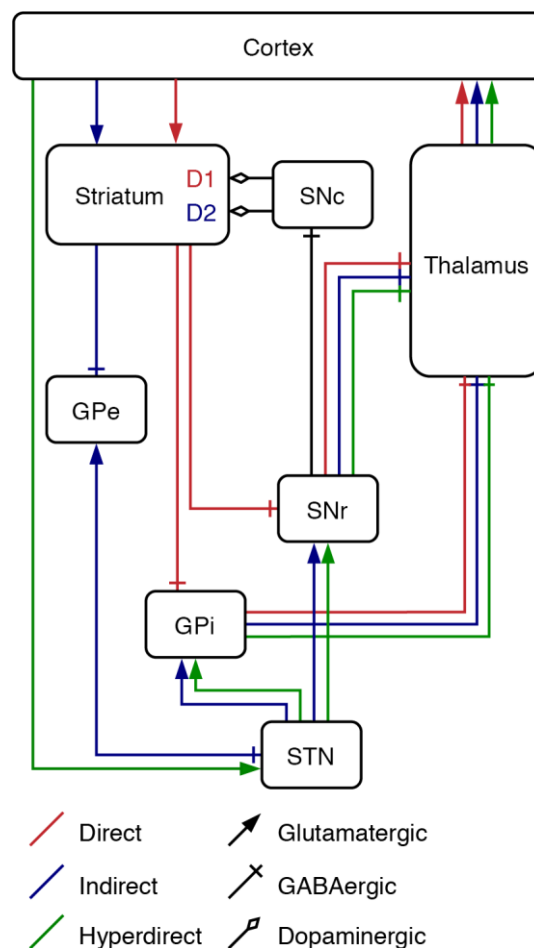 Cortex
Striatum
D1
D2
SNc
Thalamus
GPe
SNr
GPi
STN
Direct
Glutamatergic
Indirect
GABAergic
Hyperdirect
Dopaminergic